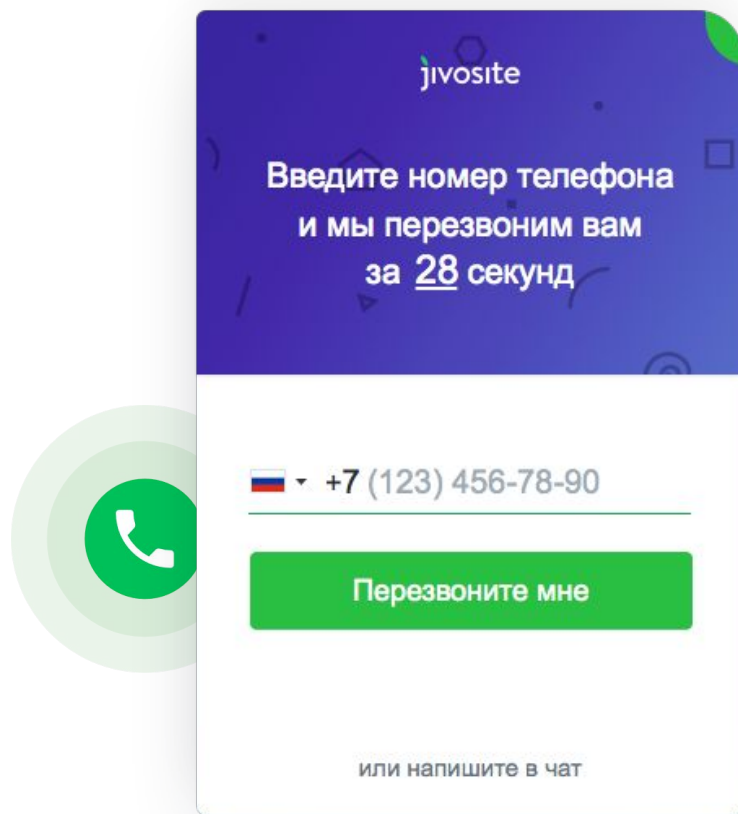 jivosite
Введите номер телефона
и мы перезвоним вам
за 28 секунд
+7 (123) 456-78-90
Перезвоните мне
или напишите в чат